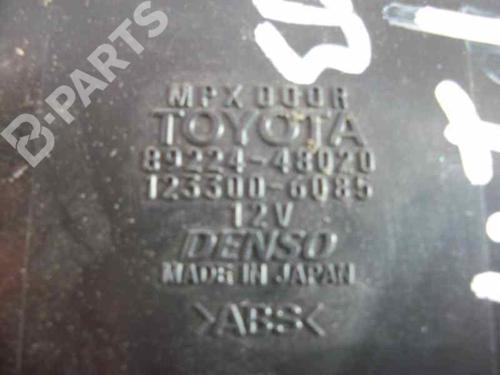 B-PARTS
MPX DOOR
TOYOTA
89224-48020
123300-6085
12V
DENSO
MADE IN JAPAN
>ABS<